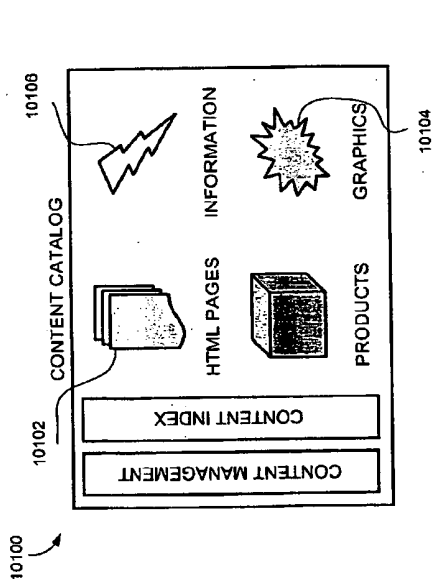 10100
CONTENT CATALOG
10102
10106
CONTENT MANAGEMENT
CONTENT INDEX
HTML PAGES
INFORMATION
PRODUCTS
GRAPHICS
10104